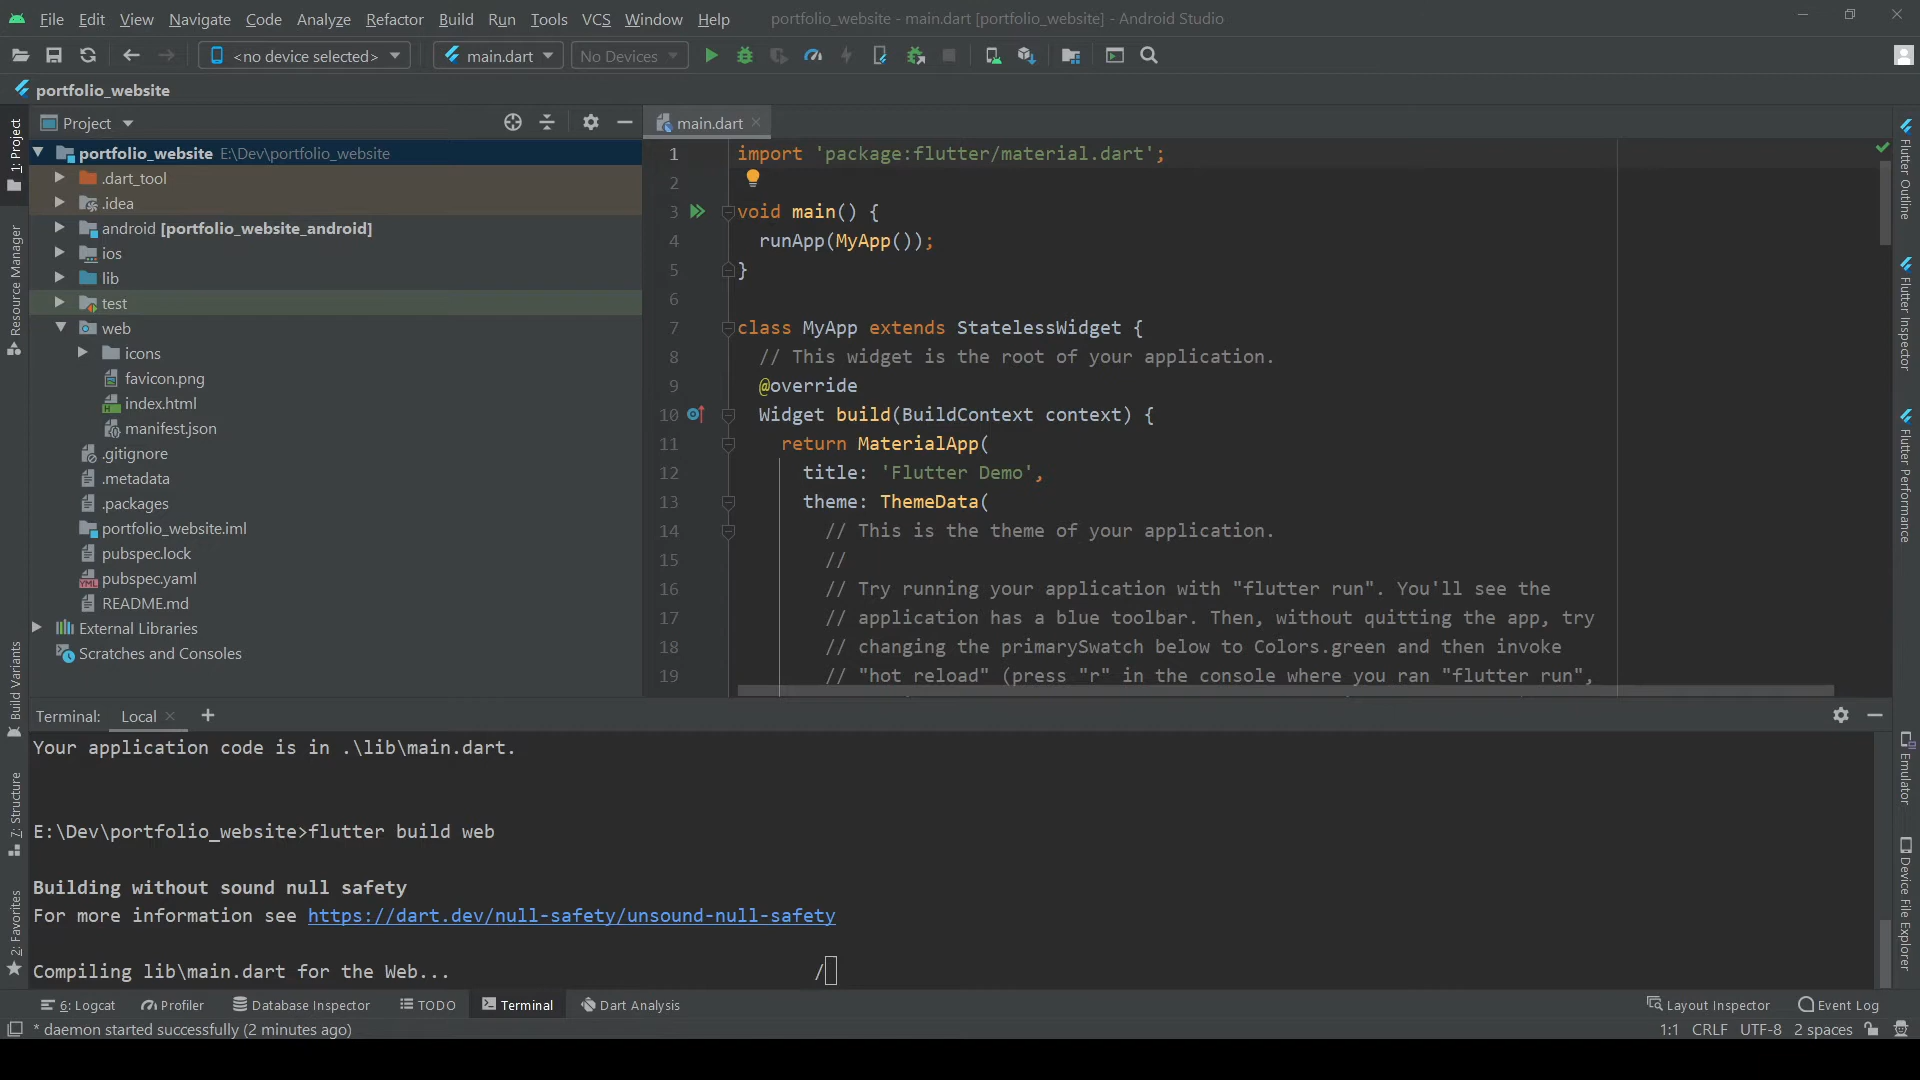 File Edit View Navigate Code Analyze Refactor Build Run Tools VCS Window Help portfolio_website - main.dart [portfolio_website] - Android Studio
<no device selected> main.dart No Devices
portfolio_website
Project
main.dart
portfolio_website E:\Dev\portfolio_website
.dart_tool
.idea
android [portfolio_website_android]
ios
lib
test
web
icons
favicon.png
index.html
manifest.json
.gitignore
.metadata
.packages
portfolio_website.iml
pubspec.lock
pubspec.yaml
README.md
External Libraries
Scratches and Consoles
1 import 'package:flutter/material.dart';
2
3 void main() {
4 runApp(MyApp());
5 }
6
7 class MyApp extends StatelessWidget {
8 // This widget is the root of your application.
9 @override
10 Widget build(BuildContext context) {
11 return MaterialApp(
12 title: 'Flutter Demo',
13 theme: ThemeData(
14 // This is the theme of your application.
15 //
16 // Try running your application with "flutter run". You'll see the
17 // application has a blue toolbar. Then, without quitting the app, try
18 // changing the primarySwatch below to Colors.green and then invoke
19 // "hot reload" (press "r" in the console where you ran "flutter run",
1: Project
Resource Manager
Build Variants
7: Structure
2: Favorites
Flutter Outline
Flutter Inspector
Flutter Performance
Emulator
Device File Explorer
Terminal: Local
Your application code is in .\lib\main.dart.
E:\Dev\portfolio_website>flutter build web
Building without sound null safety
For more information see https://dart.dev/null-safety/unsound-null-safety
Compiling lib\main.dart for the Web... /
6: Logcat Profiler Database Inspector TODO Terminal Dart Analysis Layout Inspector Event Log
* daemon started successfully (2 minutes ago) 1:1 CRLF UTF-8 2 spaces